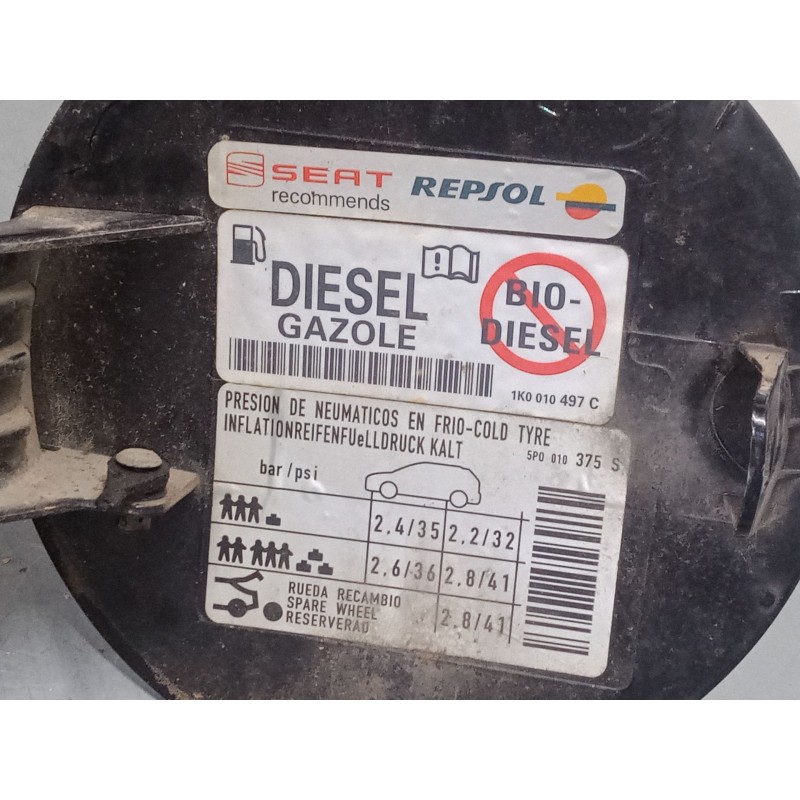 SEAT REPSOL
recommends
DIESEL
GAZOLE
BIO-
DIESEL
1K0 010 497 C
PRESION DE NEUMATICOS EN FRIO-COLD TYRE
INFLATIONREIFENFUeLLDRUCK KALT
5P0 010 375 S
bar/psi
2.4/35 2.2/32
2.6/36 2.8/41
RUEDA RECAMBIO
SPARE WHEEL
RESERVERAD
2.8/41